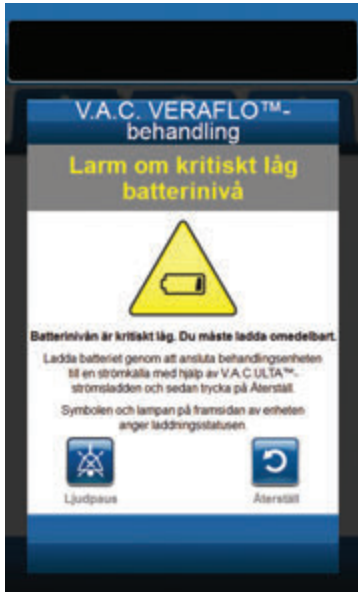 V.A.C. VERAFLO™-
behandling
Larm om kritiskt låg
batterinivå
Batterinivån är kritiskt låg. Du måste ladda omedelbart.
Ladda batteriet genom att ansluta behandlingsenheten
till en strömkälla med hjälp av V.A.C.ULTA™-
strömsladden och sedan trycka på Återställ.
Symbolen och lampan på framsidan av enheten
anger laddningsstatusen.
Ljudpaus
Återställ